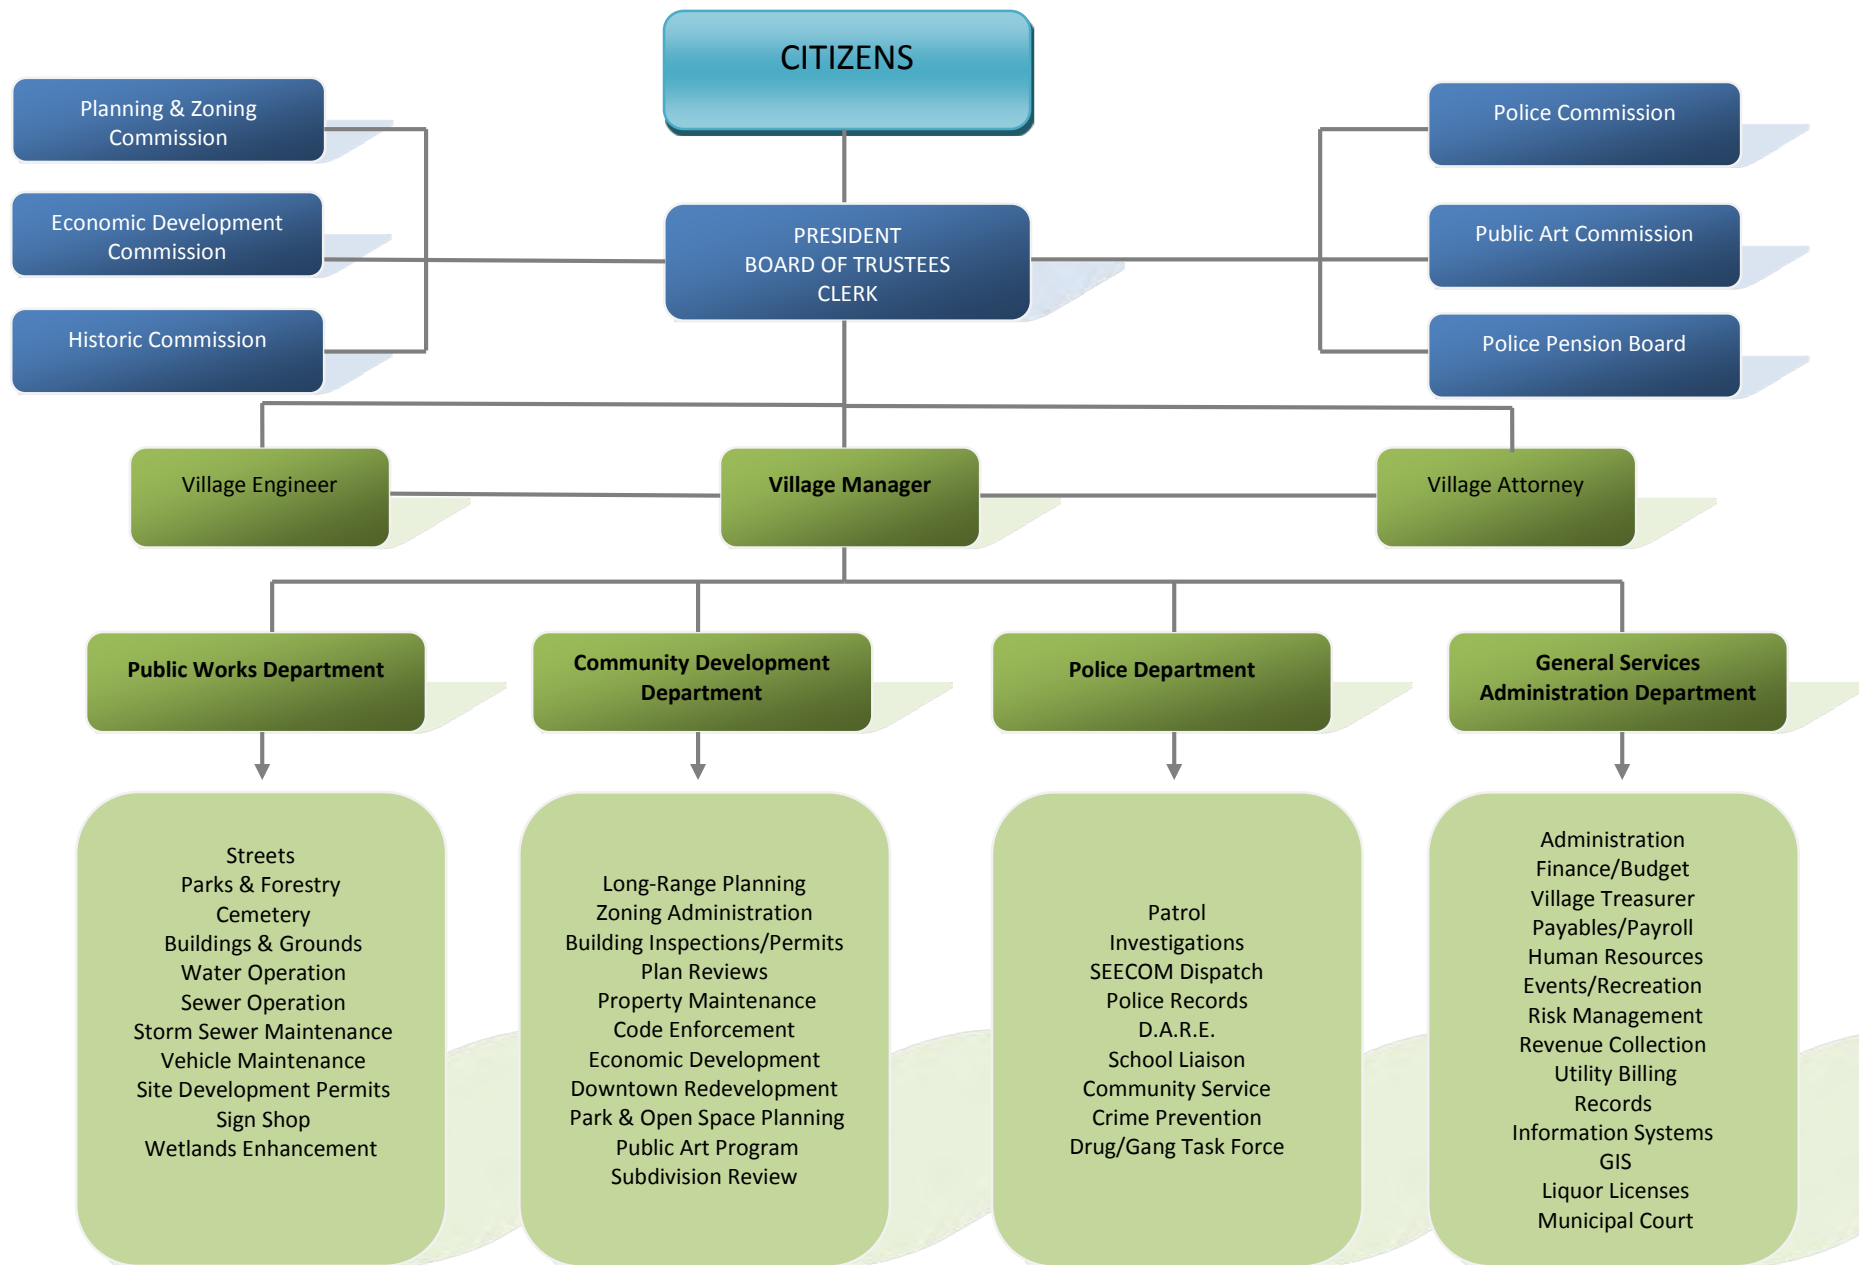 CITIZENS
Planning & Zoning
Commission
Economic Development
Commission
Historic Commission
PRESIDENT
BOARD OF TRUSTEES
CLERK
Police Commission
Public Art Commission
Police Pension Board
Village Engineer
Village Manager
Village Attorney
Public Works Department
Community Development
Department
Police Department
General Services
Administration Department
Streets
Parks & Forestry
Cemetery
Buildings & Grounds
Water Operation
Sewer Operation
Storm Sewer Maintenance
Vehicle Maintenance
Site Development Permits
Sign Shop
Wetlands Enhancement
Long-Range Planning
Zoning Administration
Building Inspections/Permits
Plan Reviews
Property Maintenance
Code Enforcement
Economic Development
Downtown Redevelopment
Park & Open Space Planning
Public Art Program
Subdivision Review
Patrol
Investigations
SEECOM Dispatch
Police Records
D.A.R.E.
School Liaison
Community Service
Crime Prevention
Drug/Gang Task Force
Administration
Finance/Budget
Village Treasurer
Payables/Payroll
Human Resources
Events/Recreation
Risk Management
Revenue Collection
Utility Billing
Records
Information Systems
GIS
Liquor Licenses
Municipal Court